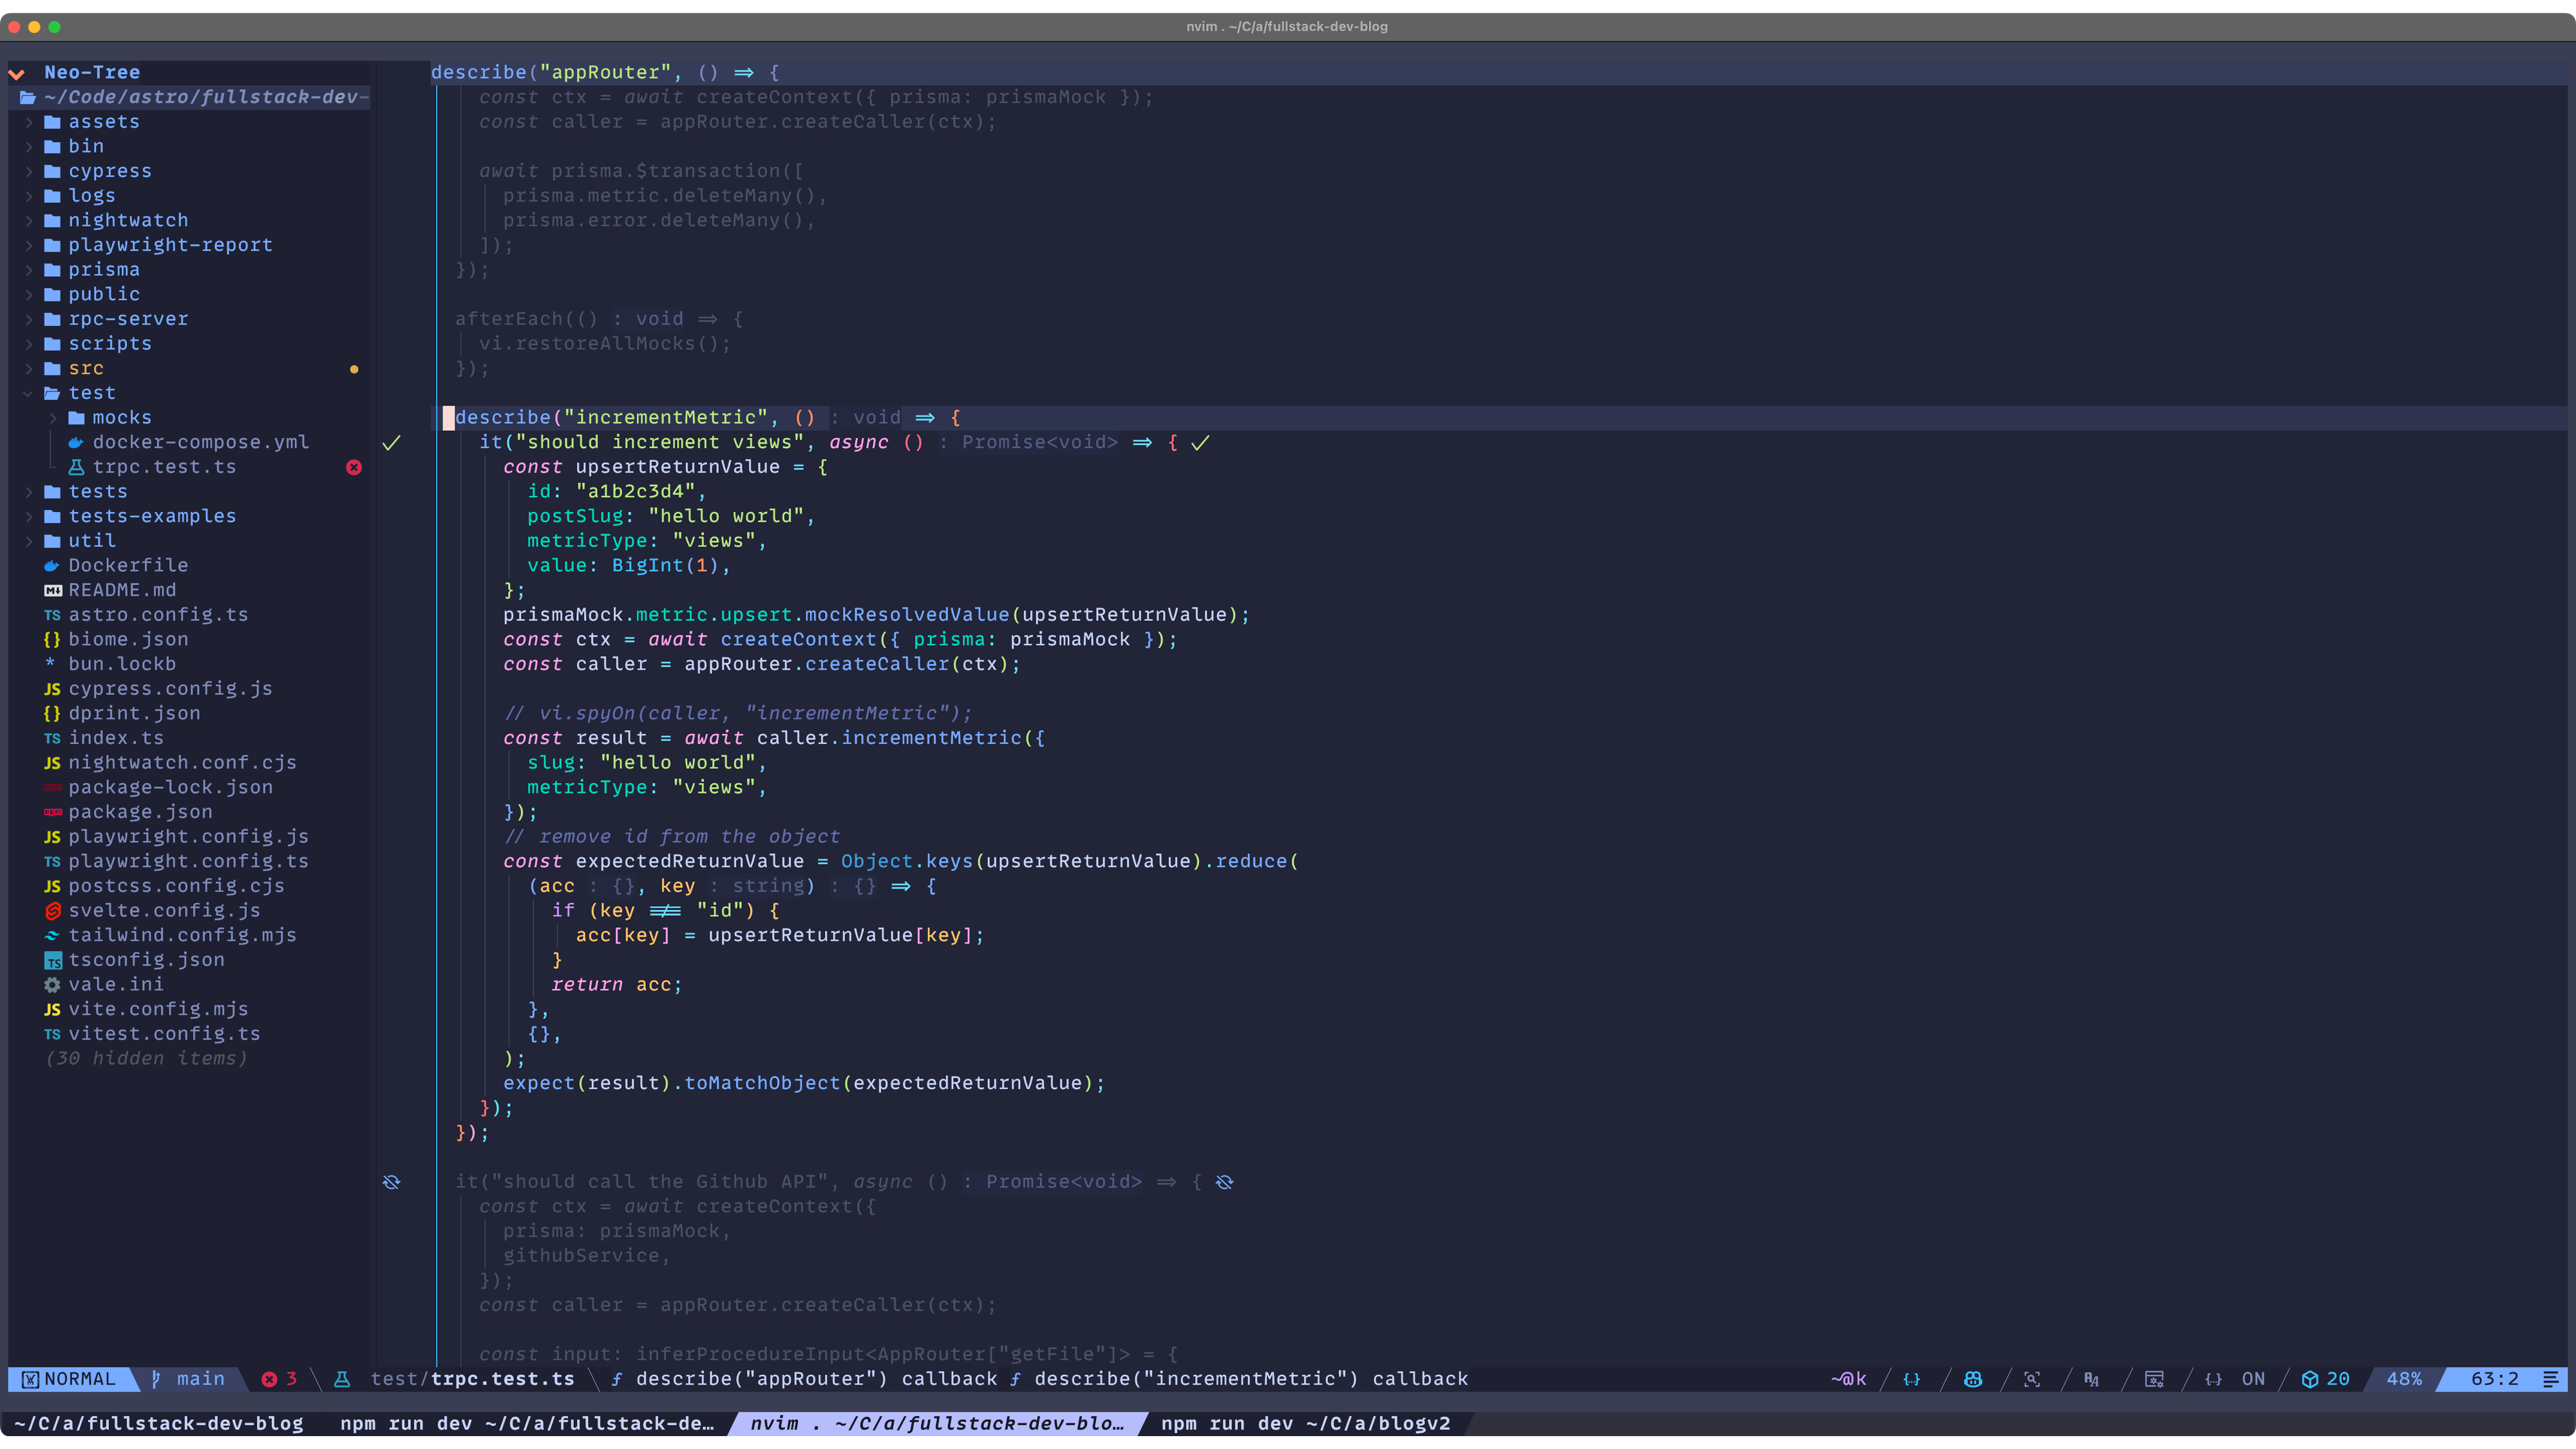 nvim . ~/C/a/fullstack-dev-blog
Neo-Tree
~/Code/astro/fullstack-dev-
assets
bin
cypress
logs
nightwatch
playwright-report
prisma
public
rpc-server
scripts
src
test
mocks
docker-compose.yml
trpc.test.ts
tests
tests-examples
util
Dockerfile
README.md
TS astro.config.ts
{} biome.json
* bun.lockb
JS cypress.config.js
{} dprint.json
TS index.ts
JS nightwatch.conf.cjs
package-lock.json
package.json
JS playwright.config.js
TS playwright.config.ts
JS postcss.config.cjs
svelte.config.js
tailwind.config.mjs
TS tsconfig.json
vale.ini
JS vite.config.mjs
TS vitest.config.ts
(30 hidden items)
describe("appRouter", () => {
const ctx = await createContext({ prisma: prismaMock });
const caller = appRouter.createCaller(ctx);
await prisma.$transaction([
prisma.metric.deleteMany(),
prisma.error.deleteMany(),
]);
});
afterEach(() : void => {
vi.restoreAllMocks();
});
describe("incrementMetric", () : void => {
it("should increment views", async () : Promise<void> => { ✓
const upsertReturnValue = {
id: "a1b2c3d4",
postSlug: "hello world",
metricType: "views",
value: BigInt(1),
};
prismaMock.metric.upsert.mockResolvedValue(upsertReturnValue);
const ctx = await createContext({ prisma: prismaMock });
const caller = appRouter.createCaller(ctx);
// vi.spyOn(caller, "incrementMetric");
const result = await caller.incrementMetric({
slug: "hello world",
metricType: "views",
});
// remove id from the object
const expectedReturnValue = Object.keys(upsertReturnValue).reduce(
(acc : {}, key : string) : {} => {
if (key !== "id") {
acc[key] = upsertReturnValue[key];
}
return acc;
},
{},
);
expect(result).toMatchObject(expectedReturnValue);
});
});
it("should call the Github API", async () : Promise<void> => {
const ctx = await createContext({
prisma: prismaMock,
githubService,
});
const caller = appRouter.createCaller(ctx);
const input: inferProcedureInput<AppRouter["getFile"]> = {
NORMAL main 3 test/trpc.test.ts f describe("appRouter") callback f describe("incrementMetric") callback ~@k {..} {..} ON 20 48% 63:2
~/C/a/fullstack-dev-blog npm run dev ~/C/a/fullstack-de… nvim . ~/C/a/fullstack-dev-blo… npm run dev ~/C/a/blogv2